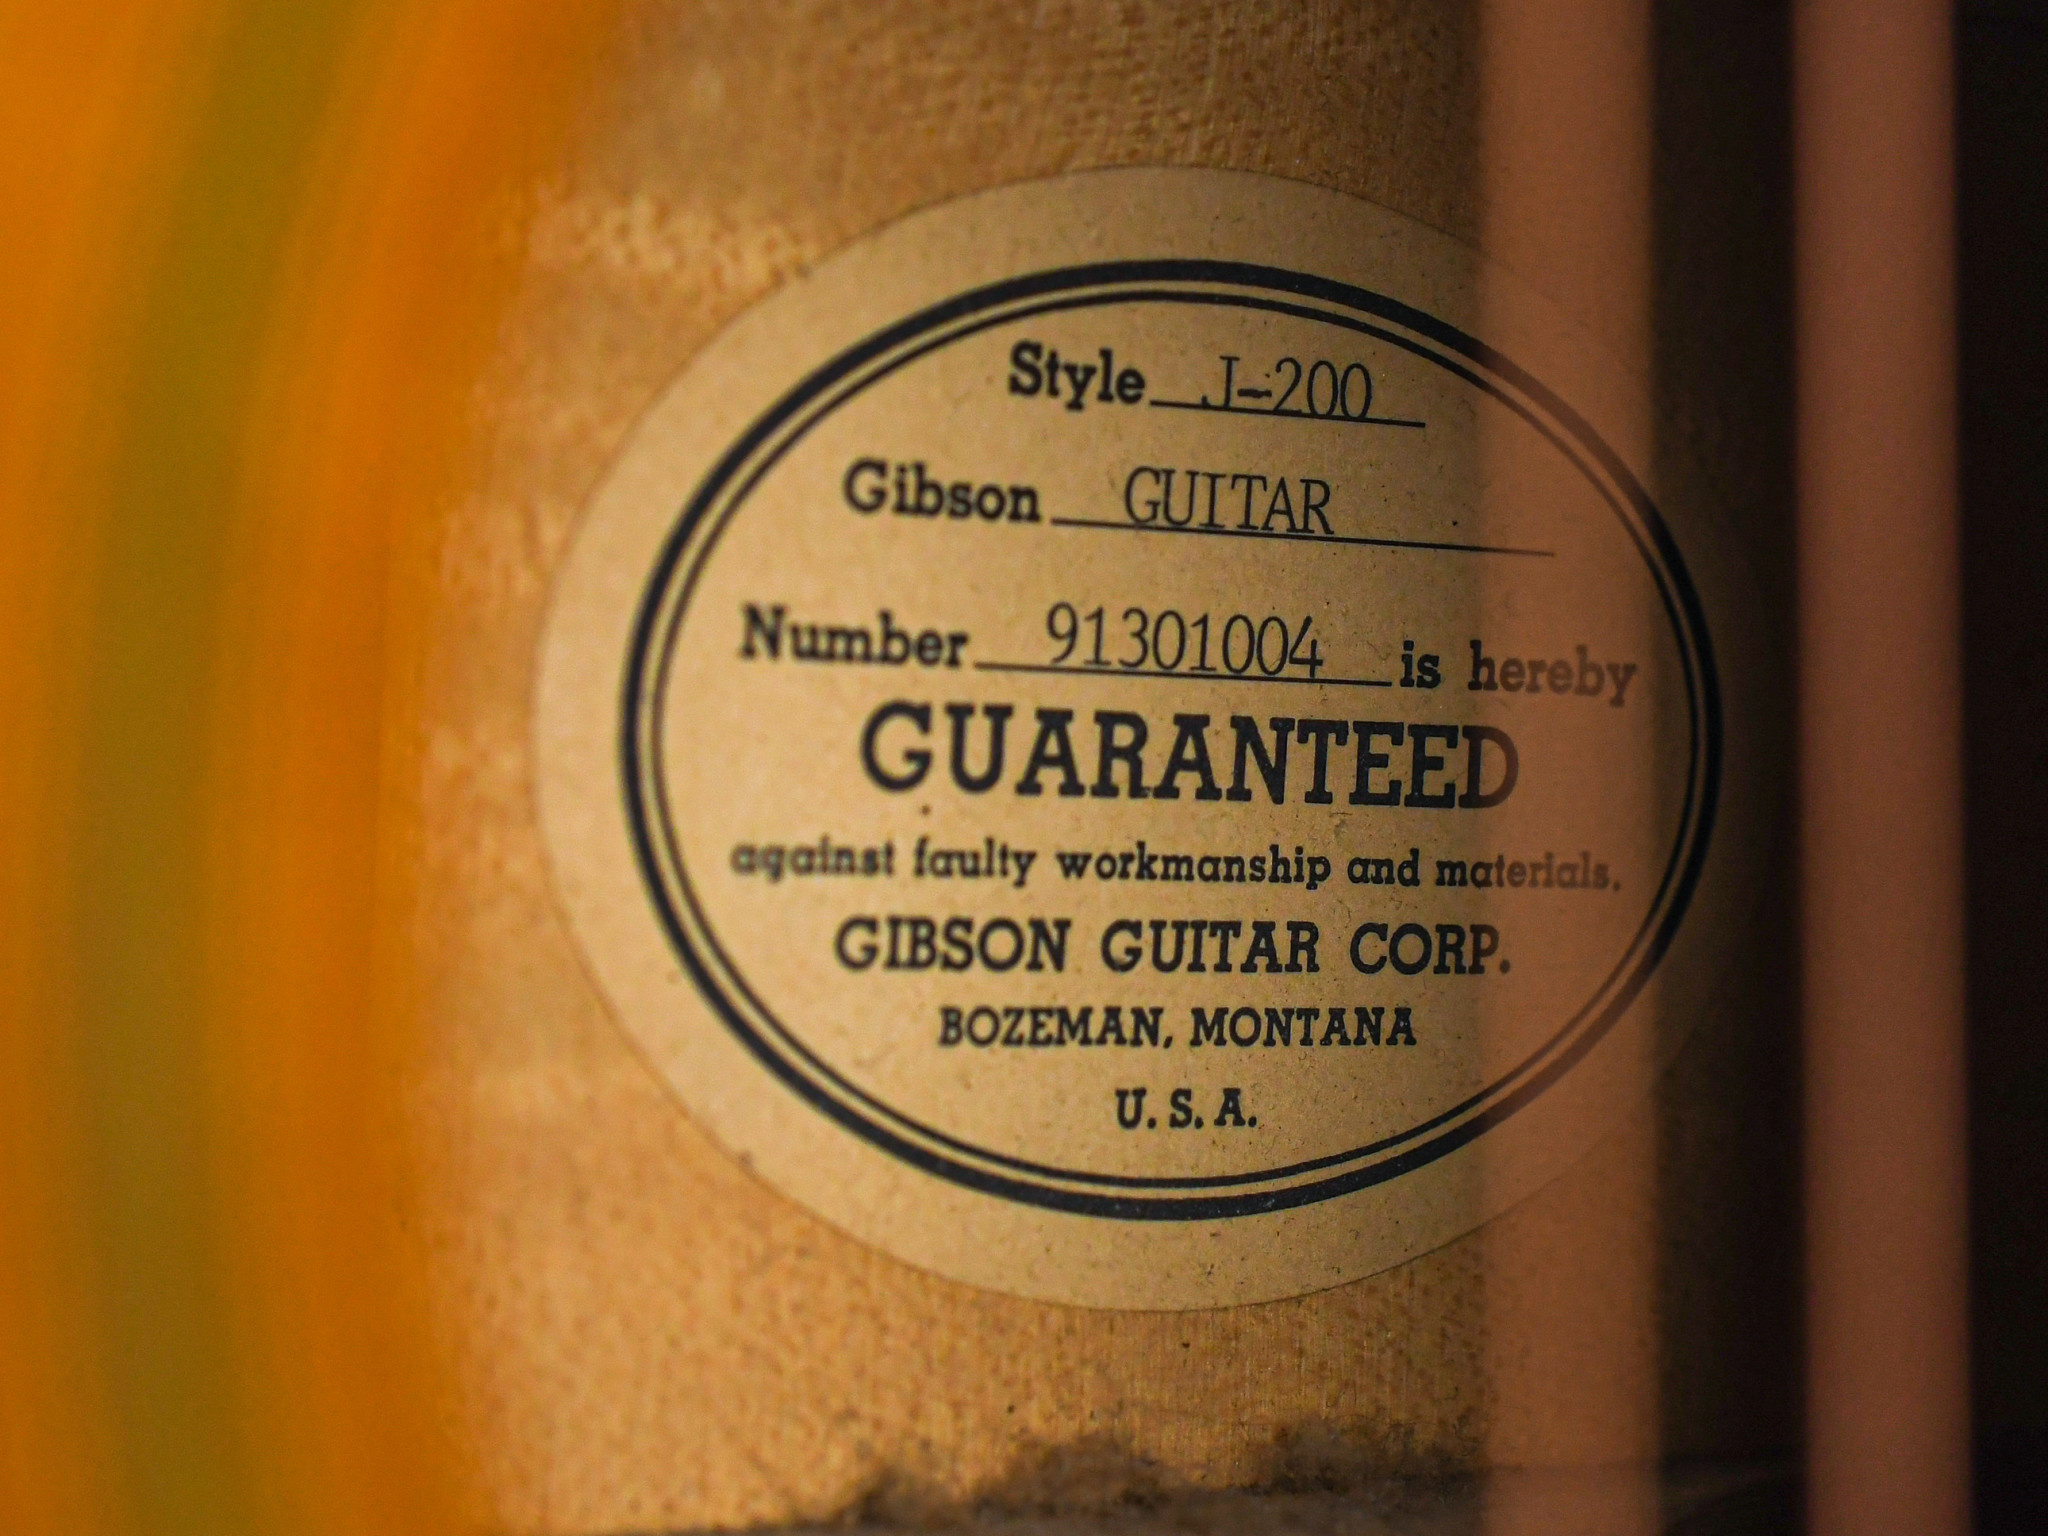 Style J-200
Gibson GUITAR
Number 91301004 is hereby
GUARANTEED
against faulty workmanship and materials.
GIBSON GUITAR CORP.
BOZEMAN, MONTANA
U. S. A.